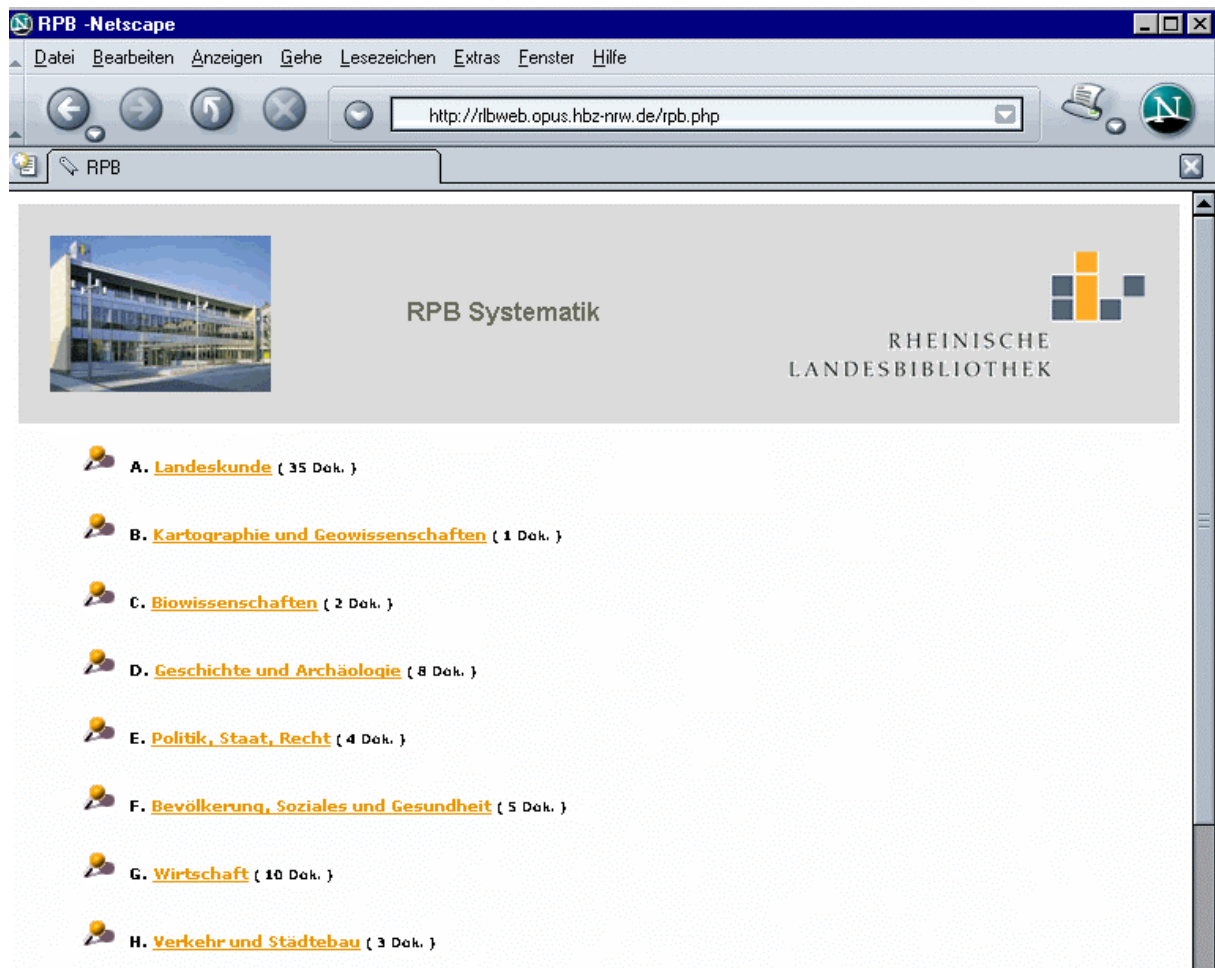 RPB -Netscape
Datei Bearbeiten Anzeigen Gehe Lesezeichen Extras Fenster Hilfe
http://rlbweb.opus.hbz-nrw.de/rpb.php
N
RPB
RPB Systematik
RHEINISCHE
LANDESBIBLIOTHEK
A. Landeskunde ( 35 Dok. )
B. Kartographie und Geowissenschaften ( 1 Dok. )
C. Biowissenschaften ( 2 Dok. )
D. Geschichte und Archäologie ( 8 Dok. )
E. Politik, Staat, Recht ( 4 Dok. )
F. Bevölkerung, Soziales und Gesundheit ( 5 Dok. )
G. Wirtschaft ( 10 Dok. )
H. Verkehr und Städtebau ( 3 Dok. )